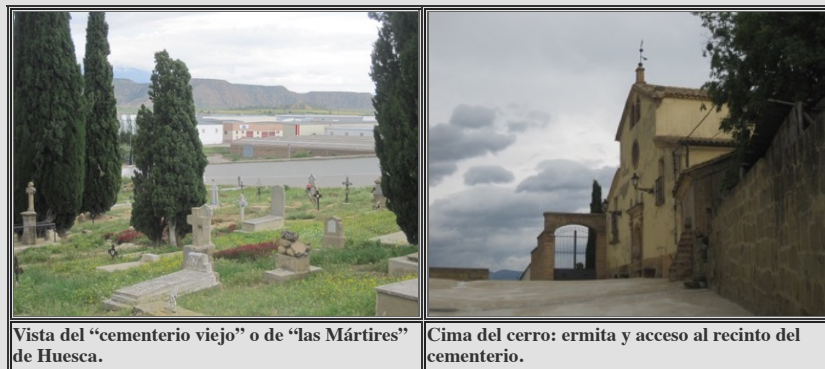 Vista del “cementerio viejo” o de “las Mártires”
de Huesca.
Cima del cerro: ermita y acceso al recinto del
cementerio.